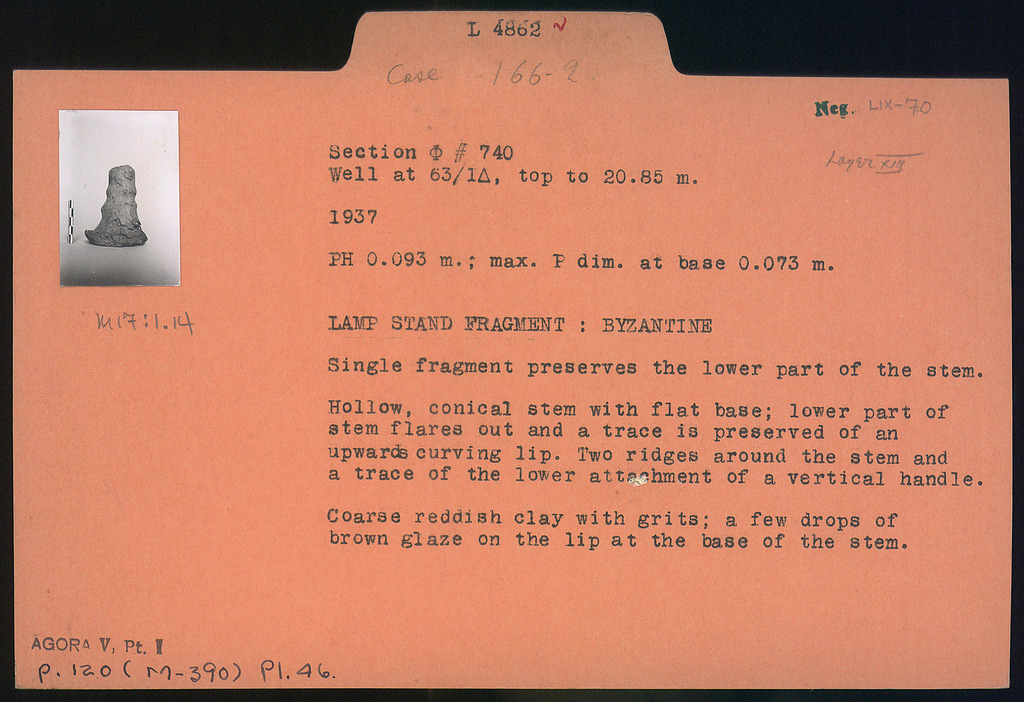 L 4862 ✓
Case 166-2.
Neg. LIX-70
Section Φ # 740
Layer XIII
Well at 63/1Δ, top to 20.85 m.
1937
PH 0.093 m.; max. P dim. at base 0.073 m.
M17:1.14
LAMP STAND FRAGMENT : BYZANTINE
Single fragment preserves the lower part of the stem.
Hollow, conical stem with flat base; lower part of
stem flares out and a trace is preserved of an
upwards curving lip. Two ridges around the stem and
a trace of the lower attachment of a vertical handle.
Coarse reddish clay with grits; a few drops of
brown glaze on the lip at the base of the stem.
AGORA V, Pt. I
p. 120 (M-390) Pl. 46.